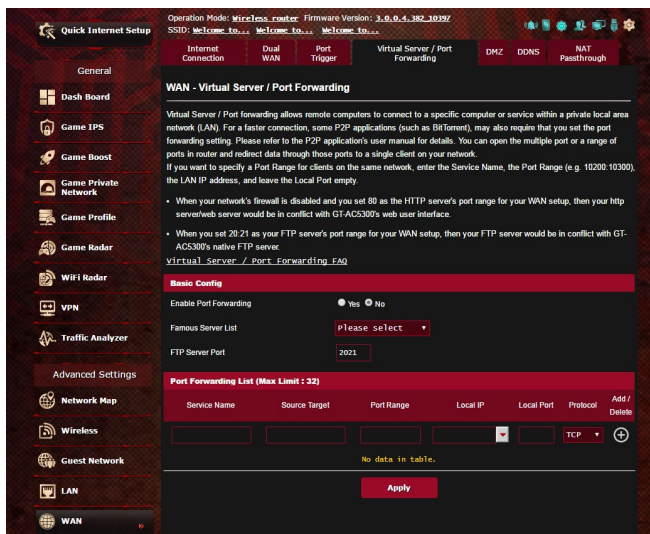 Quick Internet Setup
General
Dash Board
Game IPS
Game Boost
Game Private
Network
Game Profile
Game Radar
WiFi Radar
VPN
Traffic Analyzer
Advanced Settings
Network Map
Wireless
Guest Network
LAN
WAN
Operation Mode: Wireless router Firmware Version: 3.0.0.4.382_10397
SSID: Welcome to... Welcome to... Welcome to...
Internet Connection
Dual WAN
Port Trigger
Virtual Server / Port Forwarding
DMZ
DDNS
NAT Passthrough
WAN - Virtual Server / Port Forwarding
Virtual Server / Port forwarding allows remote computers to connect to a specific computer or service within a private local area
network (LAN). For a faster connection, some P2P applications (such as BitTorrent), may also require that you set the port
forwarding setting. Please refer to the P2P application's user manual for details. You can open the multiple port or a range of
ports in router and redirect data through those ports to a single client on your network.
If you want to specify a Port Range for clients on the same network, enter the Service Name, the Port Range (e.g. 10200:10300),
the LAN IP address, and leave the Local Port empty.
• When your network's firewall is disabled and you set 80 as the HTTP server's port range for your WAN setup, then your http
server/web server would be in conflict with GT-AC5300's web user interface.
• When you set 20:21 as your FTP server's port range for your WAN setup, then your FTP server would be in conflict with GT-
AC5300's native FTP server.
Virtual Server / Port Forwarding FAQ
Basic Config
Enable Port Forwarding Yes No
Famous Server List Please select
FTP Server Port 2021
Port Forwarding List (Max Limit : 32)
Service Name Source Target Port Range Local IP Local Port Protocol Add / Delete
TCP
No data in table.
Apply